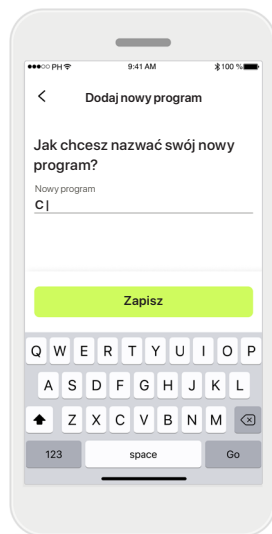 PH 9:41 AM 100 %
Dodaj nowy program
Jak chcesz nazwać swój nowy
program?
Nowy program
C|
Zapisz
Q W E R T Y U I O P
A S D F G H J K L
Z X C V B N M
123 space Go